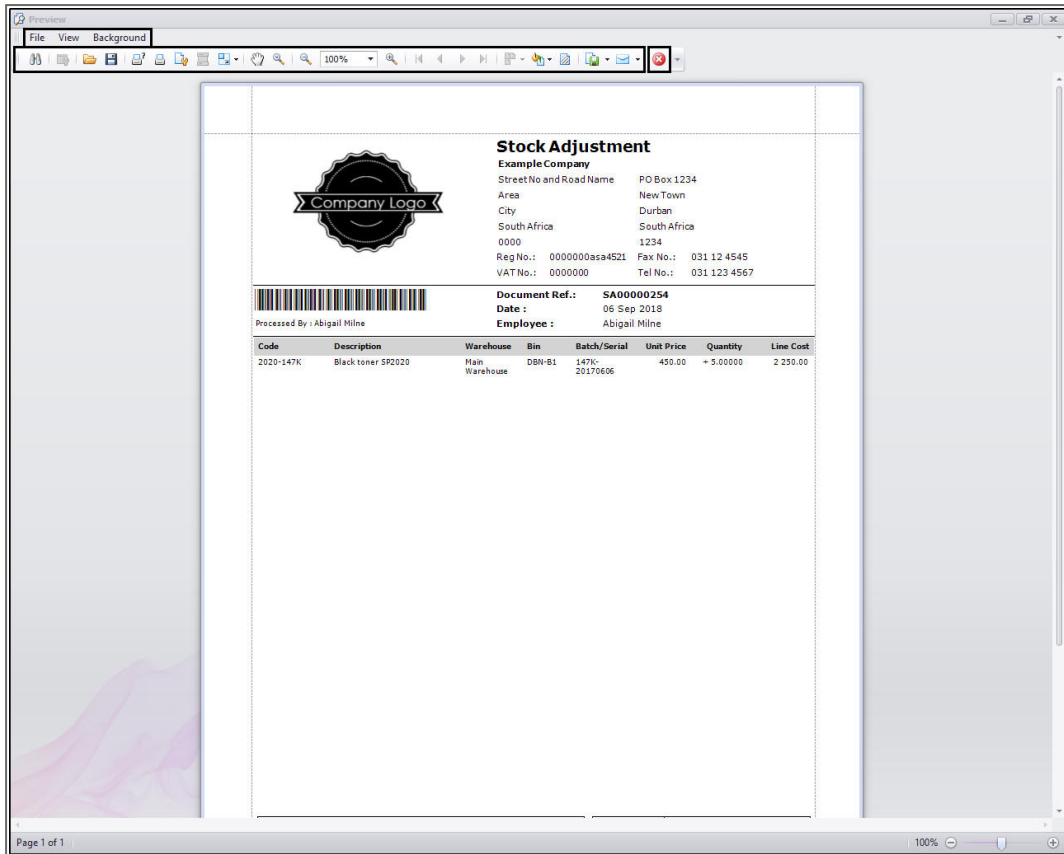 Preview
File View Background
100%
Stock Adjustment
Example Company
Street No and Road Name PO Box 1234
Area New Town
City Durban
South Africa South Africa
0000 1234
Reg No.: 0000000asa4521 Fax No.: 031 12 4545
VAT No.: 0000000 Tel No.: 031 123 4567
Company Logo
Document Ref.: SA00000254
Date : 06 Sep 2018
Employee : Abigail Milne
Processed By : Abigail Milne
Code Description Warehouse Bin Batch/Serial Unit Price Quantity Line Cost
2020-147K Black toner SP2020 Main DBN-B1 147K- 450.00 + 5.00000 2 250.00
Warehouse 20170606
Page 1 of 1 100%